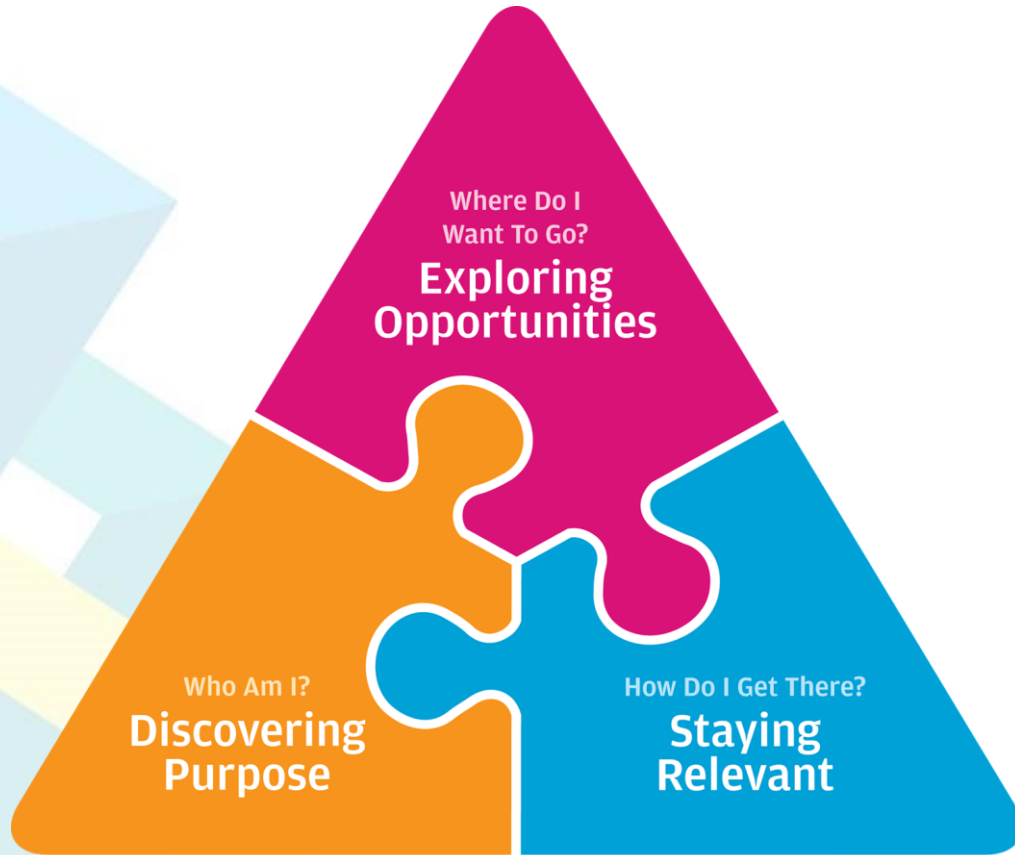 Where Do I
Want To Go?
Exploring
Opportunities
Who Am I?
Discovering
Purpose
How Do I Get There?
Staying
Relevant